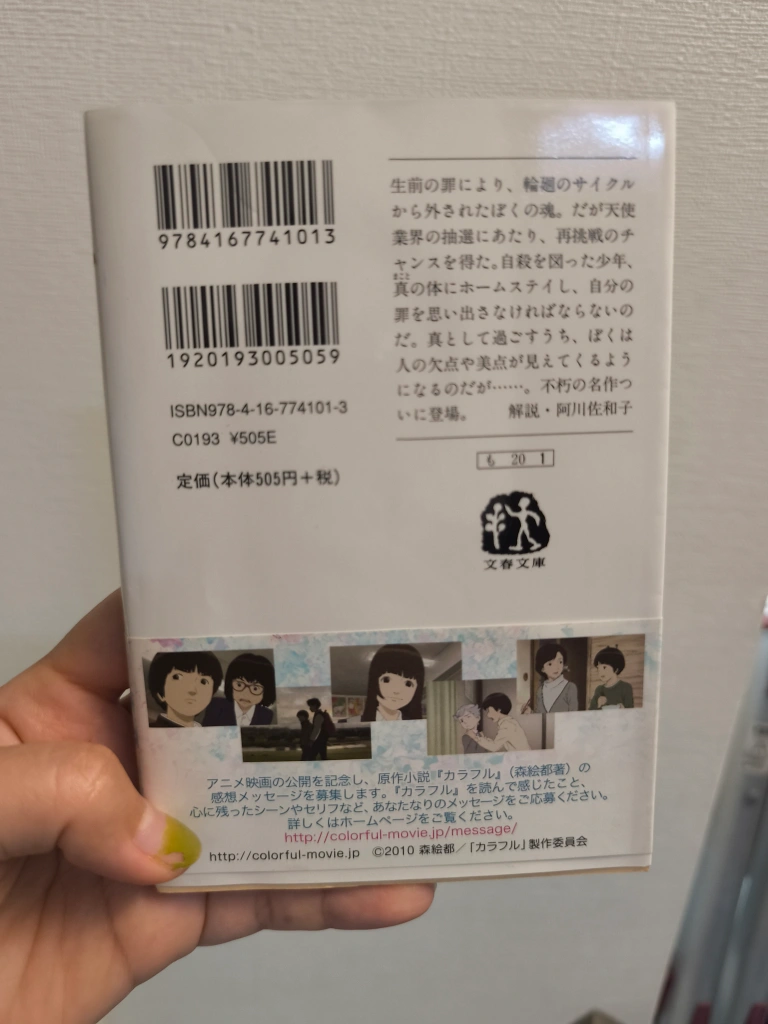 9784167741013
1920193005059
ISBN978-4-16-774101-3
C0193 ¥505E
定価(本体505円+税)
生前の罪により、輪廻のサイクル
から外されたぼくの魂。だが天使
業界の抽選にあたり、再挑戦のチ
ャンスを得た。自殺を図った少年、
まこと
真の体にホームステイし、自分の
罪を思い出さなければならないの
だ。真として過ごすうち、ぼくは
人の欠点や美点が見えてくるよう
になるのだが……。不朽の名作つ
いに登場。 解説・阿川佐和子
も 20 1
文春文庫
アニメ映画の公開を記念し、原作小説『カラフル』(森絵都著)の
感想メッセージを募集します。『カラフル』を読んで感じたこと、
心に残ったシーンやセリフなど、あなたなりのメッセージをご応募ください。
詳しくはホームページをご覧ください。
http://colorful-movie.jp/message/
http://colorful-movie.jp ©2010 森絵都/「カラフル」製作委員会